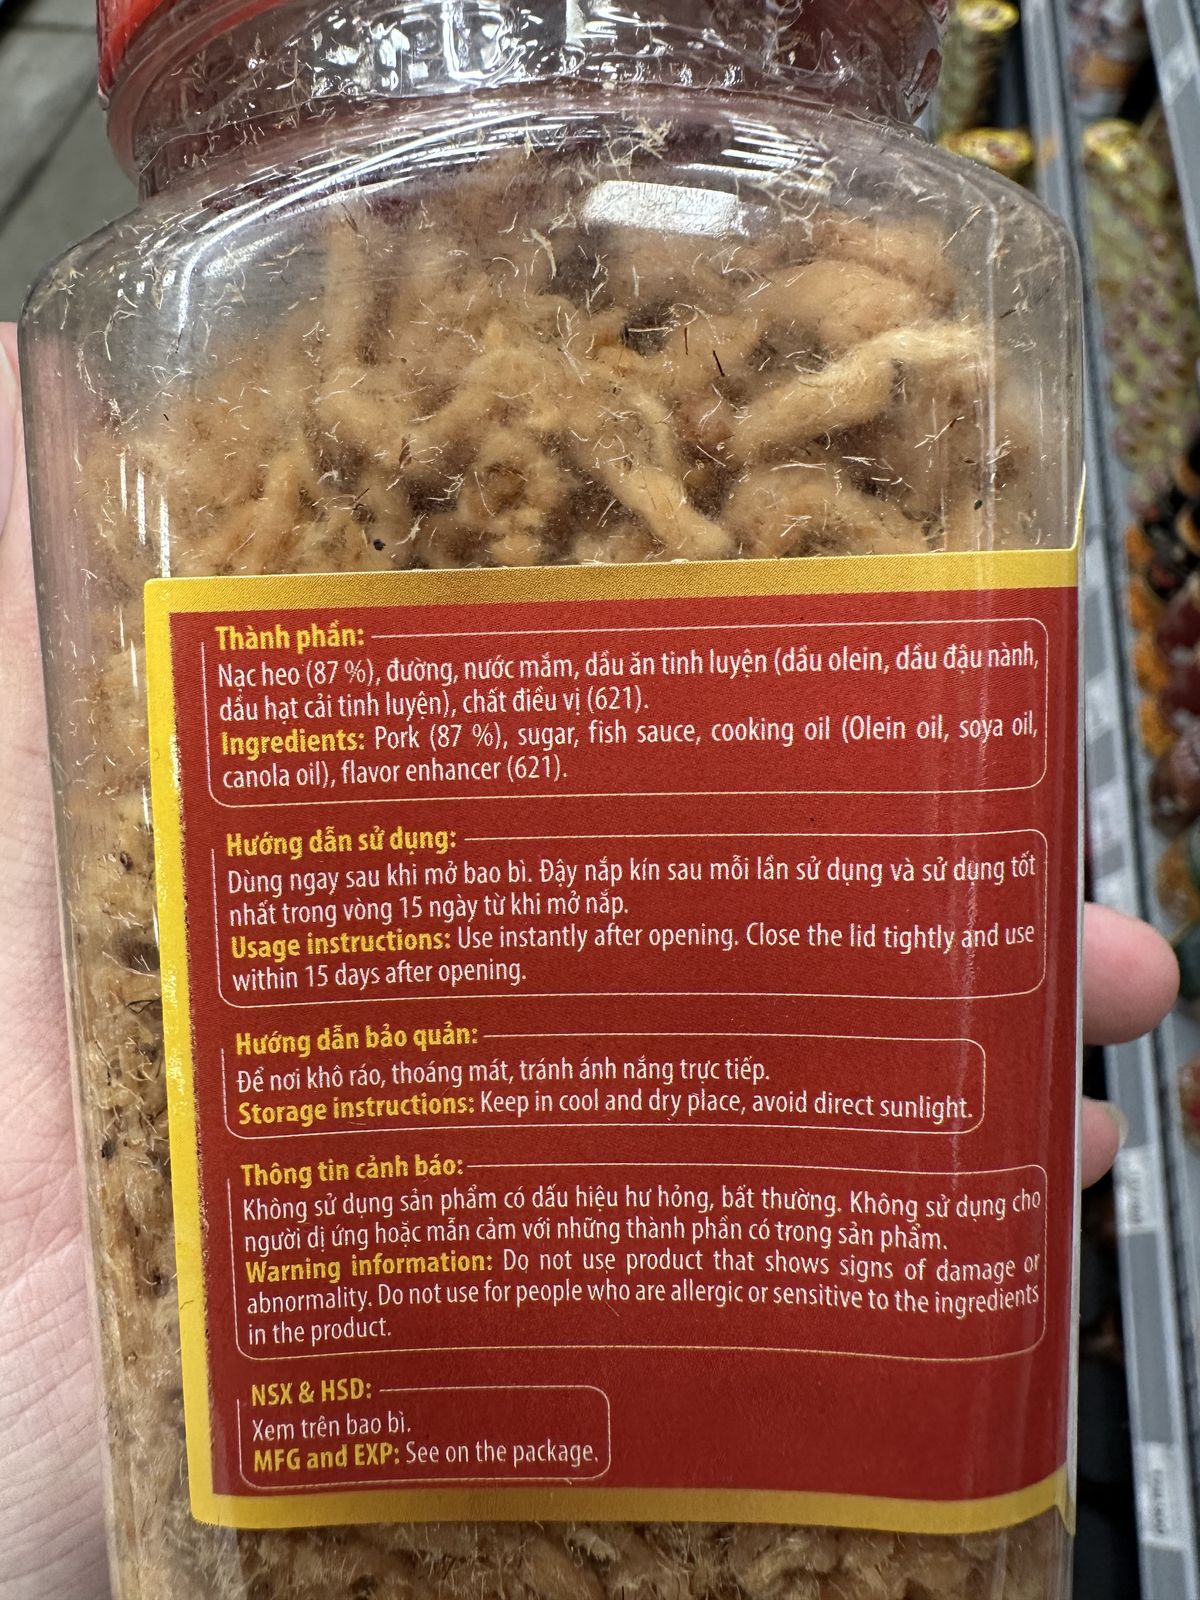 Thành phần:
Nạc heo (87 %), đường, nước mắm, dầu ăn tinh luyện (dầu olein, dầu đậu nành,
dầu hạt cải tinh luyện), chất điều vị (621).
Ingredients: Pork (87 %), sugar, fish sauce, cooking oil (Olein oil, soya oil,
canola oil), flavor enhancer (621).
Hướng dẫn sử dụng:
Dùng ngay sau khi mở bao bì. Đậy nắp kín sau mỗi lần sử dụng và sử dụng tốt
nhất trong vòng 15 ngày từ khi mở nắp.
Usage instructions: Use instantly after opening. Close the lid tightly and use
within 15 days after opening.
Hướng dẫn bảo quản:
Để nơi khô ráo, thoáng mát, tránh ánh nắng trực tiếp.
Storage instructions: Keep in cool and dry place, avoid direct sunlight.
Thông tin cảnh báo:
Không sử dụng sản phẩm có dấu hiệu hư hỏng, bất thường. Không sử dụng cho
người dị ứng hoặc mẫn cảm với những thành phần có trong sản phẩm.
Warning information: Do not use product that shows signs of damage or
abnormality. Do not use for people who are allergic or sensitive to the ingredients
in the product.
NSX & HSD:
Xem trên bao bì.
MFG and EXP: See on the package.